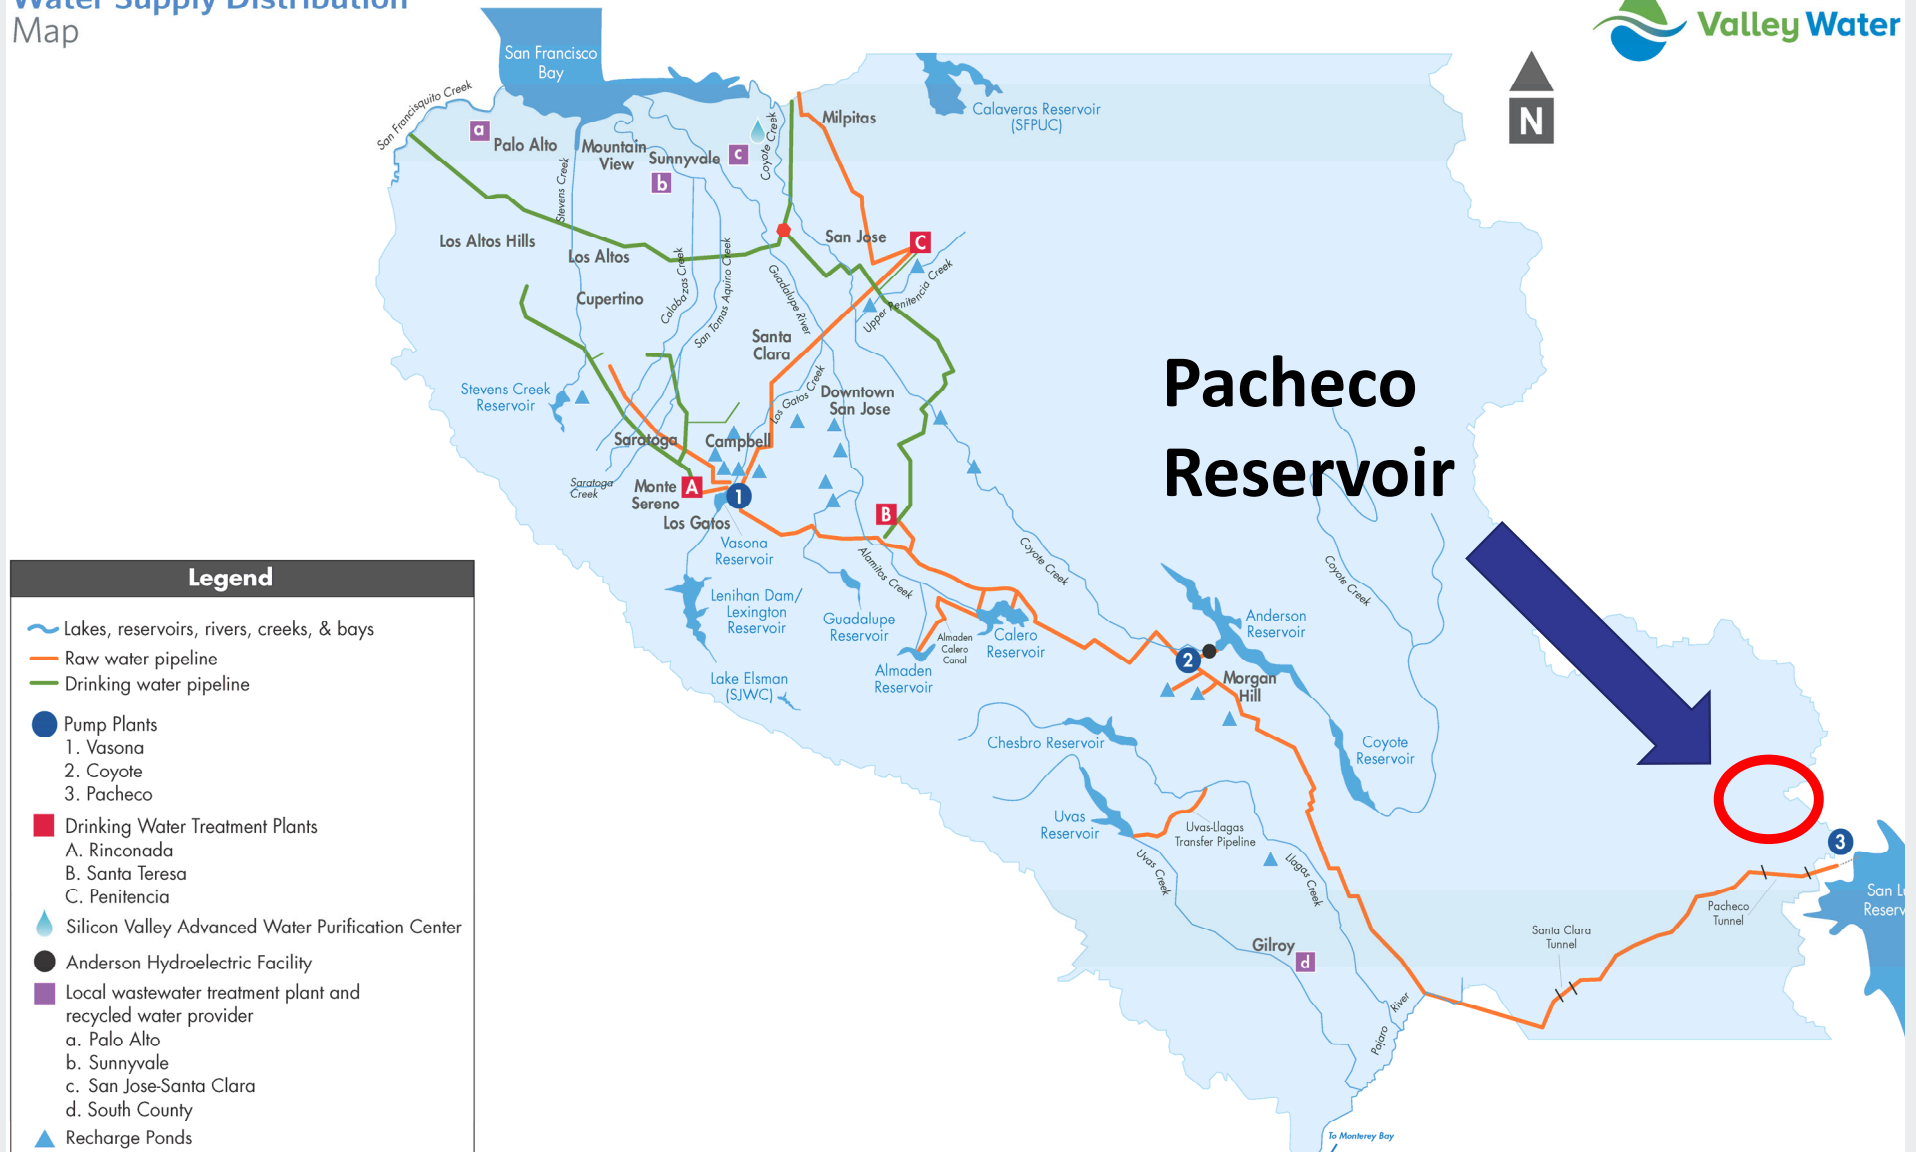 Water Supply Distribution
Map
Valley Water
N
San Francisco
Bay
San Francisquito Creek
Calaveras Reservoir
(SFPUC)
Milpitas
a
Palo Alto
Mountain
View
Sunnyvale
c
b
Coyote Creek
Stevens Creek
Los Altos Hills
Los Altos
San Jose
C
Cupertino
Calabazas Creek
San Tomas Aquino Creek
Guadalupe River
Upper Penitencia Creek
Santa
Clara
Stevens Creek
Reservoir
Los Gatos Creek
Downtown
San Jose
Saratoga
Campbell
Saratoga
Creek
Monte
Sereno
A
1
Los Gatos
B
Vasona
Reservoir
Pacheco
Reservoir
Alamitos Creek
Coyote Creek
Coyote Creek
Lenihan Dam/
Lexington
Reservoir
Guadalupe
Reservoir
Almaden
Calero
Canal
Calero
Reservoir
Almaden
Reservoir
Anderson
Reservoir
2
Morgan
Hill
Lake Elsman
(SJWC)
Chesbro Reservoir
Coyote
Reservoir
Uvas
Reservoir
Uvas-Llagas
Transfer Pipeline
Uvas Creek
Llagas Creek
3
San Lu
Reserv
Pacheco
Tunnel
Santa Clara
Tunnel
Gilroy
d
Pajaro River
To Monterey Bay
Legend
Lakes, reservoirs, rivers, creeks, & bays
Raw water pipeline
Drinking water pipeline
Pump Plants
1. Vasona
2. Coyote
3. Pacheco
Drinking Water Treatment Plants
A. Rinconada
B. Santa Teresa
C. Penitencia
Silicon Valley Advanced Water Purification Center
Anderson Hydroelectric Facility
Local wastewater treatment plant and
recycled water provider
a. Palo Alto
b. Sunnyvale
c. San Jose-Santa Clara
d. South County
Recharge Ponds